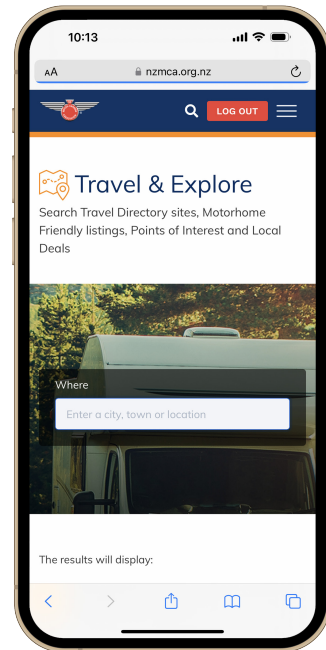 10:13
AA
nzmca.org.nz
LOG OUT
Travel & Explore
Search Travel Directory sites, Motorhome
Friendly listings, Points of Interest and Local
Deals
Where
Enter a city, town or location
The results will display: